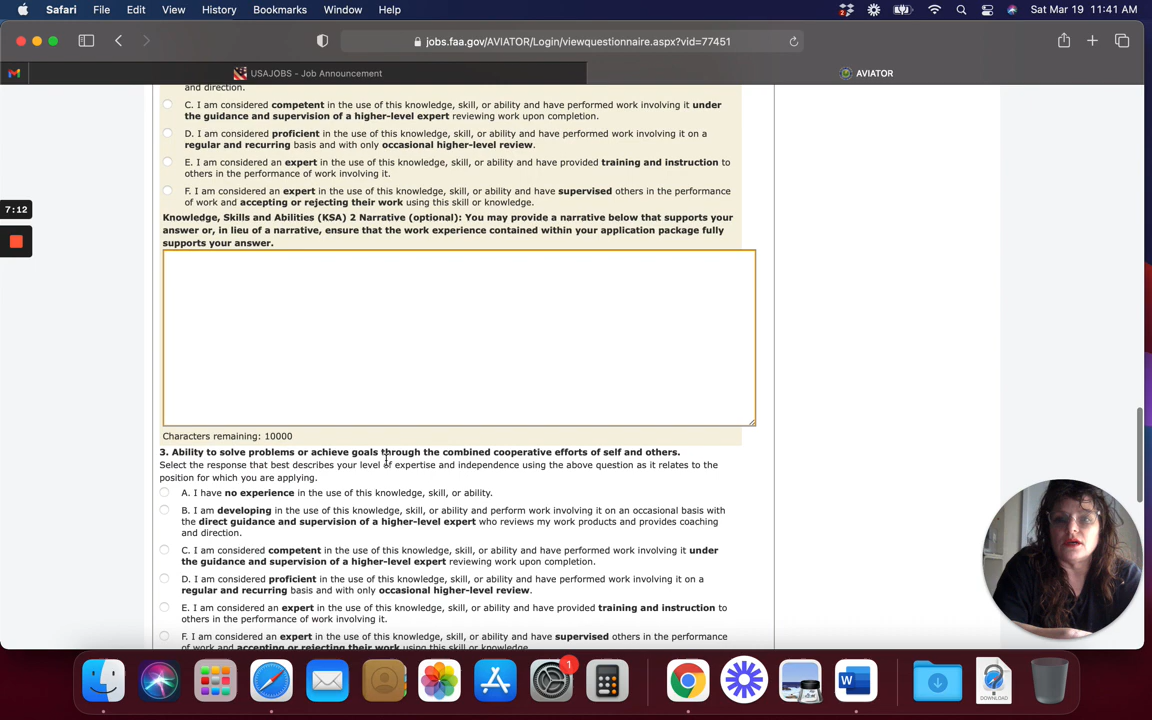 Safari File Edit View History Bookmarks Window Help 2 Sat Mar 19 11:41 AM
jobs.faa.gov/AVIATOR/Login/viewquestionnaire.aspx?vid=77451
USAJOBS - Job Announcement AVIATOR
and direction.
C. I am considered competent in the use of this knowledge, skill, or ability and have performed work involving it under
the guidance and supervision of a higher-level expert reviewing work upon completion.
D. I am considered proficient in the use of this knowledge, skill, or ability and have performed work involving it on a
regular and recurring basis and with only occasional higher-level review.
E. I am considered an expert in the use of this knowledge, skill, or ability and have provided training and instruction to
others in the performance of work involving it.
F. I am considered an expert in the use of this knowledge, skill, or ability and have supervised others in the performance
of work and accepting or rejecting their work using this skill or knowledge.
7:12
Knowledge, Skills and Abilities (KSA) 2 Narrative (optional): You may provide a narrative below that supports your
answer or, in lieu of a narrative, ensure that the work experience contained within your application package fully
supports your answer.
Characters remaining: 10000
3. Ability to solve problems or achieve goals through the combined cooperative efforts of self and others.
Select the response that best describes your level of expertise and independence using the above question as it relates to the
position for which you are applying.
A. I have no experience in the use of this knowledge, skill, or ability.
B. I am developing in the use of this knowledge, skill, or ability and perform work involving it on an occasional basis with
the direct guidance and supervision of a higher-level expert who reviews my work products and provides coaching
and direction.
C. I am considered competent in the use of this knowledge, skill, or ability and have performed work involving it under
the guidance and supervision of a higher-level expert reviewing work upon completion.
D. I am considered proficient in the use of this knowledge, skill, or ability and have performed work involving it on a
regular and recurring basis and with only occasional higher-level review.
E. I am considered an expert in the use of this knowledge, skill, or ability and have provided training and instruction to
others in the performance of work involving it.
F. I am considered an expert in the use of this knowledge, skill, or ability and have supervised others in the performance
of work and accepting or rejecting their work using this skill or knowledge.
1
W
DOWNLOAD